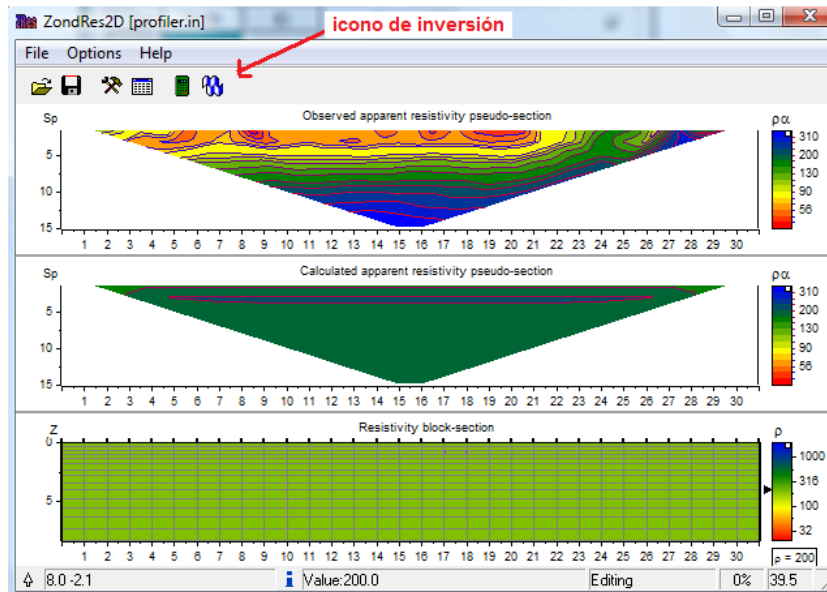 ZondRes2D [profiler.in]
icono de inversión
File Options Help
Observed apparent resistivity pseudo-section
Sp
5
10
15
1 2 3 4 5 6 7 8 9 10 11 12 13 14 15 16 17 18 19 20 21 22 23 24 25 26 27 28 29 30
ρα
310
200
130
90
56
Calculated apparent resistivity pseudo-section
Sp
5
10
15
1 2 3 4 5 6 7 8 9 10 11 12 13 14 15 16 17 18 19 20 21 22 23 24 25 26 27 28 29 30
ρα
310
200
130
90
56
Resistivity block-section
Z
0
5
1 2 3 4 5 6 7 8 9 10 11 12 13 14 15 16 17 18 19 20 21 22 23 24 25 26 27 28 29 30
ρ
1000
316
100
32
ρ = 200
8.0 -2.1 Value:200.0 Editing 0% 39.5